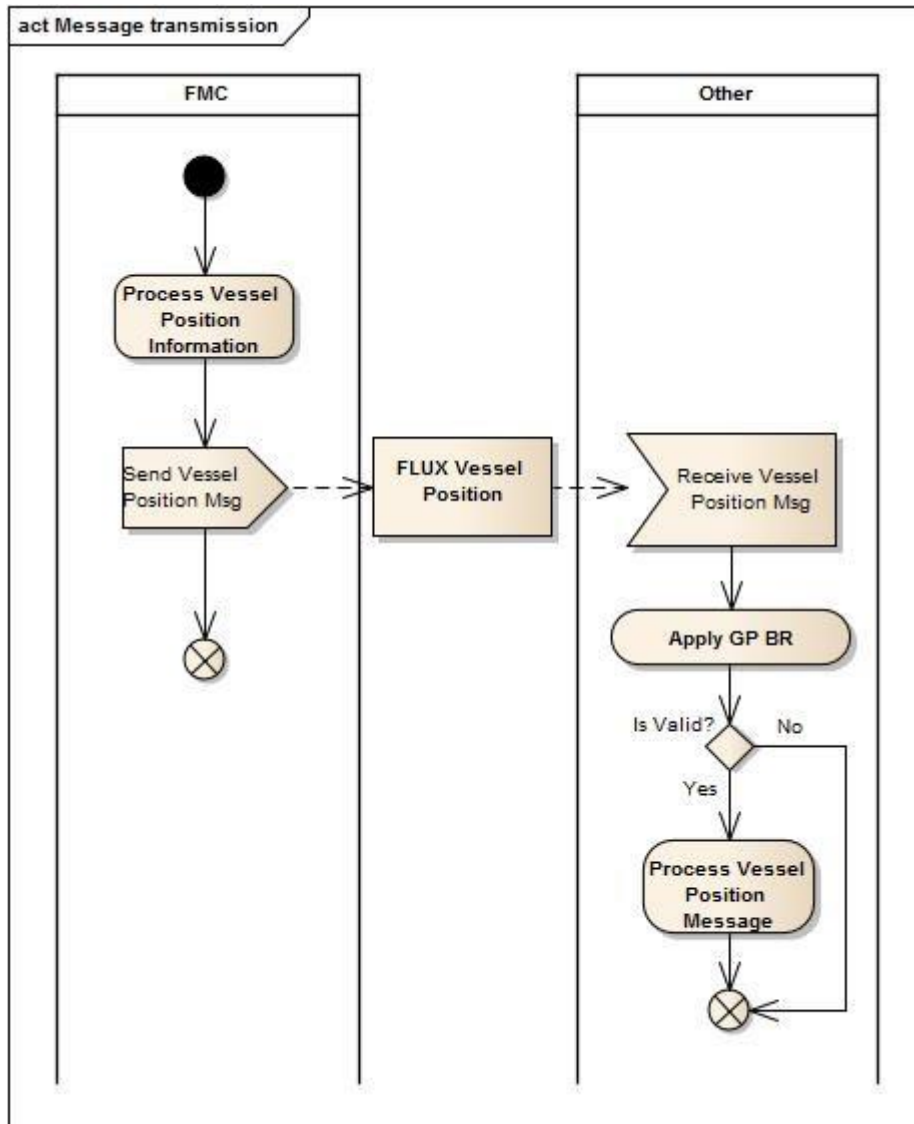 act Message transmission
FMC
Other
Process Vessel
Position
Information
Send Vessel
Position Msg
FLUX Vessel
Position
Receive Vessel
Position Msg
Apply GP BR
Is Valid?
No
Yes
Process Vessel
Position
Message